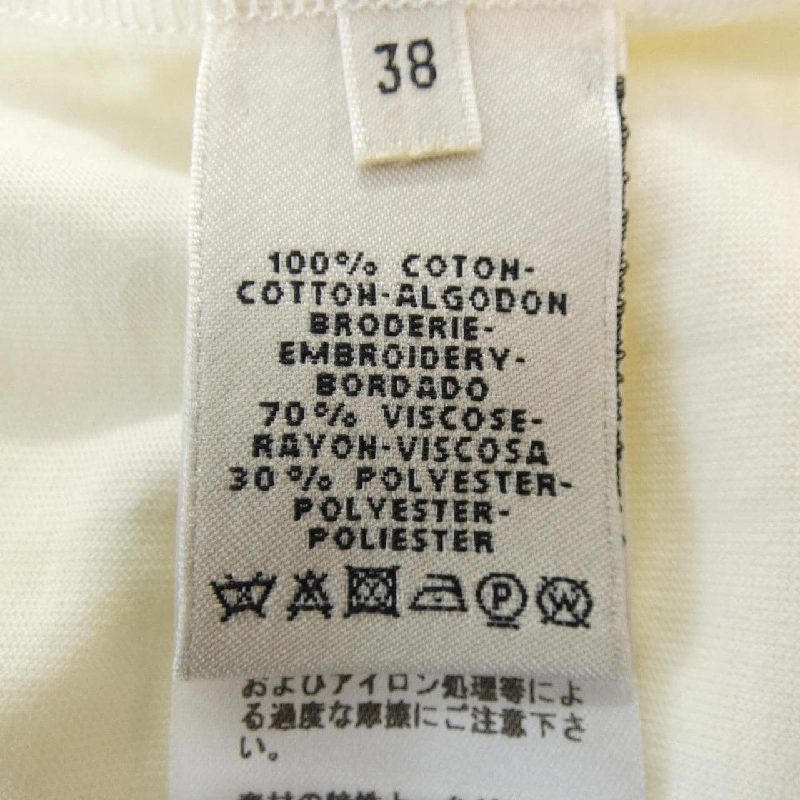 38
100% COTON-
COTTON-ALGODON
BRODERIE-
EMBROIDERY-
BORDADO
70% VISCOSE-
RAYON-VISCOSA
30% POLYESTER-
POLYESTER-
POLIESTER
P W
およびアイロン処理等によ
る過度な摩擦にご注意下さ
い。